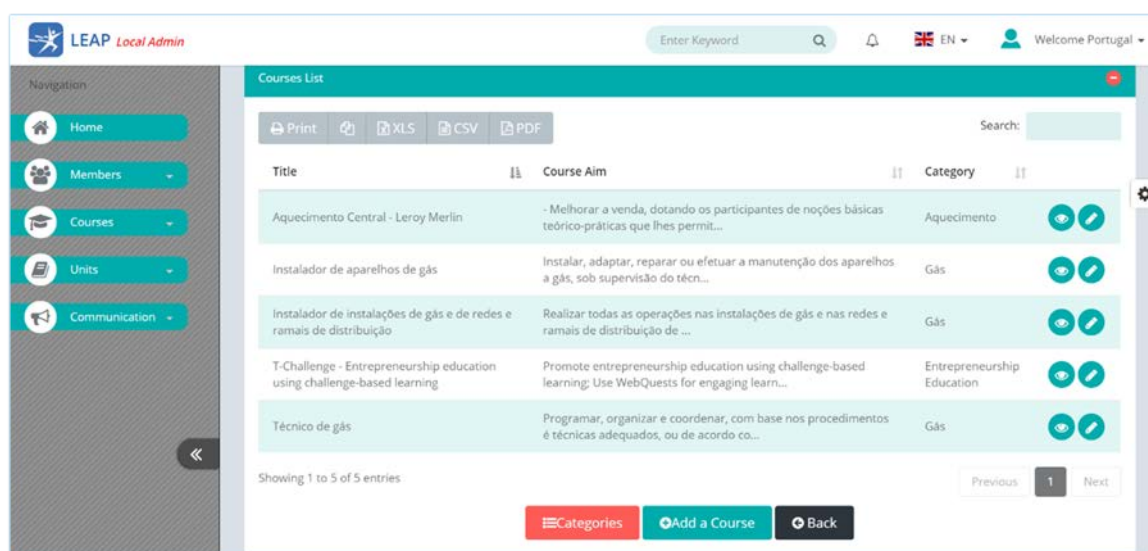 LEAP Local Admin
Enter Keyword
EN
Welcome Portugal
Navigation
Home
Members
Courses
Units
Communication
Courses List
Print XLS CSV PDF
Search:
Title Course Aim Category
Aquecimento Central - Leroy Merlin
- Melhorar a venda, dotando os participantes de noções básicas
teórico-práticas que lhes permit...
Aquecimento
Instalador de aparelhos de gás
Instalar, adaptar, reparar ou efetuar a manutenção dos aparelhos
a gás, sob supervisão do técn...
Gás
Instalador de instalações de gás e de redes e
ramais de distribuição
Realizar todas as operações nas instalações de gás e nas redes e
ramais de distribuição de ...
Gás
T-Challenge - Entrepreneurship education
using challenge-based learning
Promote entrepreneurship education using challenge-based
learning; Use WebQuests for engaging learn...
Entrepreneurship
Education
Técnico de gás
Programar, organizar e coordenar, com base nos procedimentos
é técnicas adequados, ou de acordo co...
Gás
Showing 1 to 5 of 5 entries
Previous 1 Next
Categories Add a Course Back